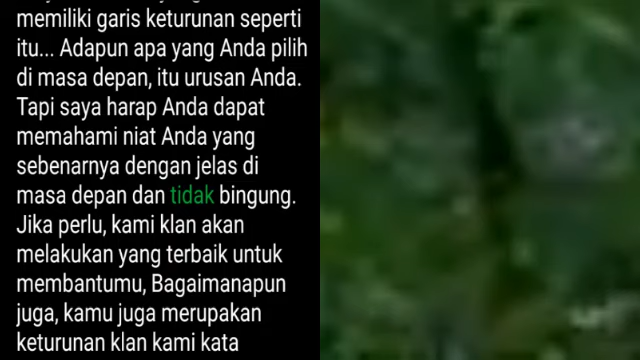 memiliki garis keturunan seperti
itu... Adapun apa yang Anda pilih
di masa depan, itu urusan Anda.
Tapi saya harap Anda dapat
memahami niat Anda yang
sebenarnya dengan jelas di
masa depan dan tidak bingung.
Jika perlu, kami klan akan
melakukan yang terbaik untuk
membantumu, Bagaimanapun
juga, kamu juga merupakan
keturunan klan kami kata